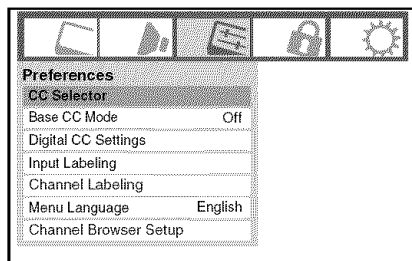 Preferences
CC Selector
Base CC Mode Off
Digital CC Settings
Input Labeling
Channel Labeling
Menu Language English
Channel Browser Setup